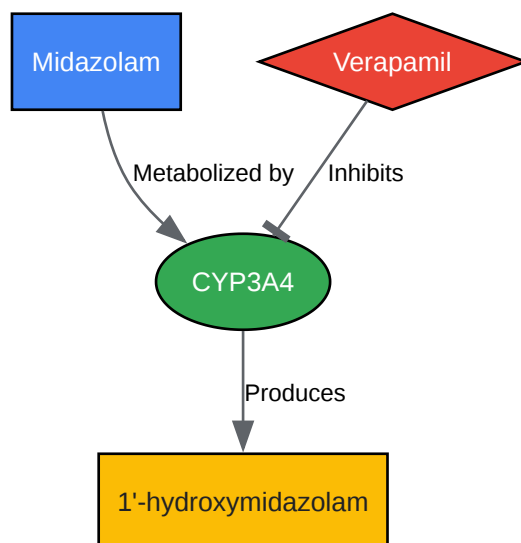 Midazolam
Verapamil
Metabolized by
Inhibits
CYP3A4
Produces
1'-hydroxymidazolam